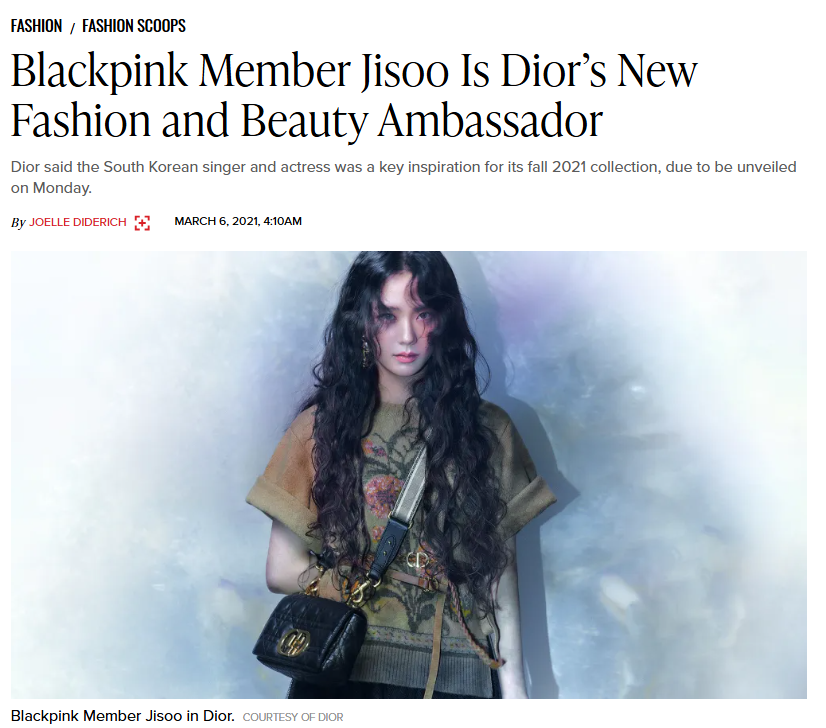 FASHION / FASHION SCOOPS
Blackpink Member Jisoo Is Dior’s New
Fashion and Beauty Ambassador
Dior said the South Korean singer and actress was a key inspiration for its fall 2021 collection, due to be unveiled
on Monday.
By JOELLE DIDERICH MARCH 6, 2021, 4:10AM
Blackpink Member Jisoo in Dior. COURTESY OF DIOR